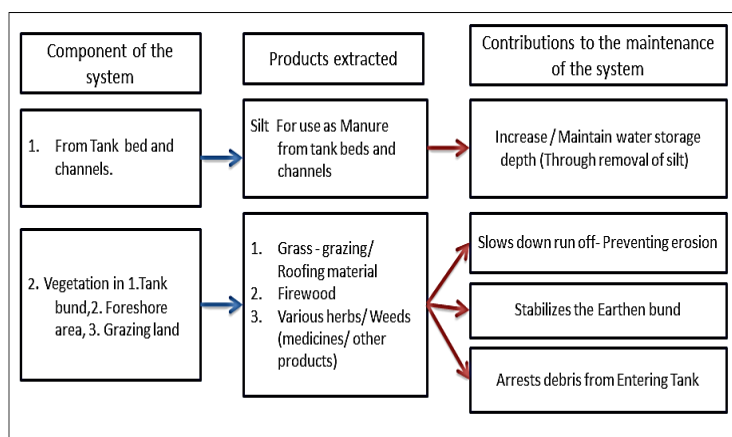 Component of the
system
Products extracted
Contributions to the maintenance
of the system
1. From Tank bed and
channels.
Silt For use as Manure
from tank beds and
channels
Increase / Maintain water storage
depth (Through removal of silt)
2. Vegetation in 1.Tank
bund,2. Foreshore
area, 3. Grazing land
1. Grass - grazing/
Roofing material
2. Firewood
3. Various herbs/ Weeds
(medicines/ other
products)
Slows down run off- Preventing erosion
Stabilizes the Earthen bund
Arrests debris from Entering Tank